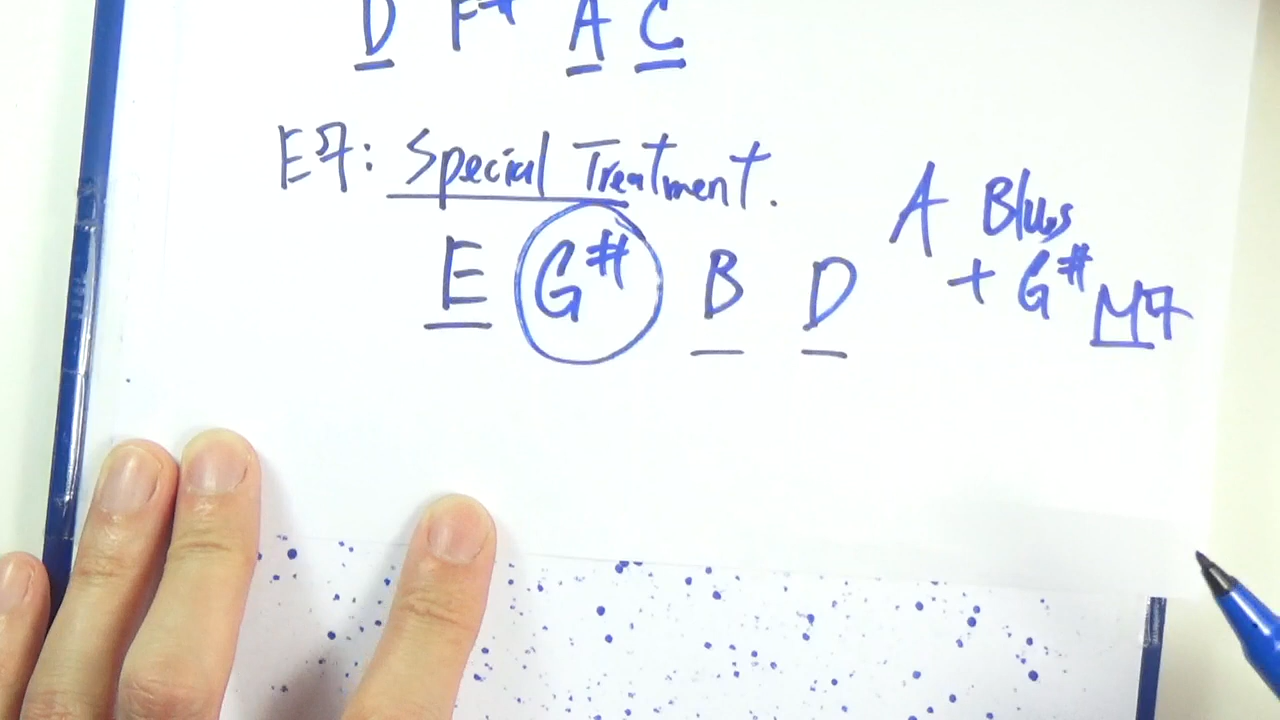 D F# A C
E7: Special Treatment.
E G# B D
A Blues
+ G# M7